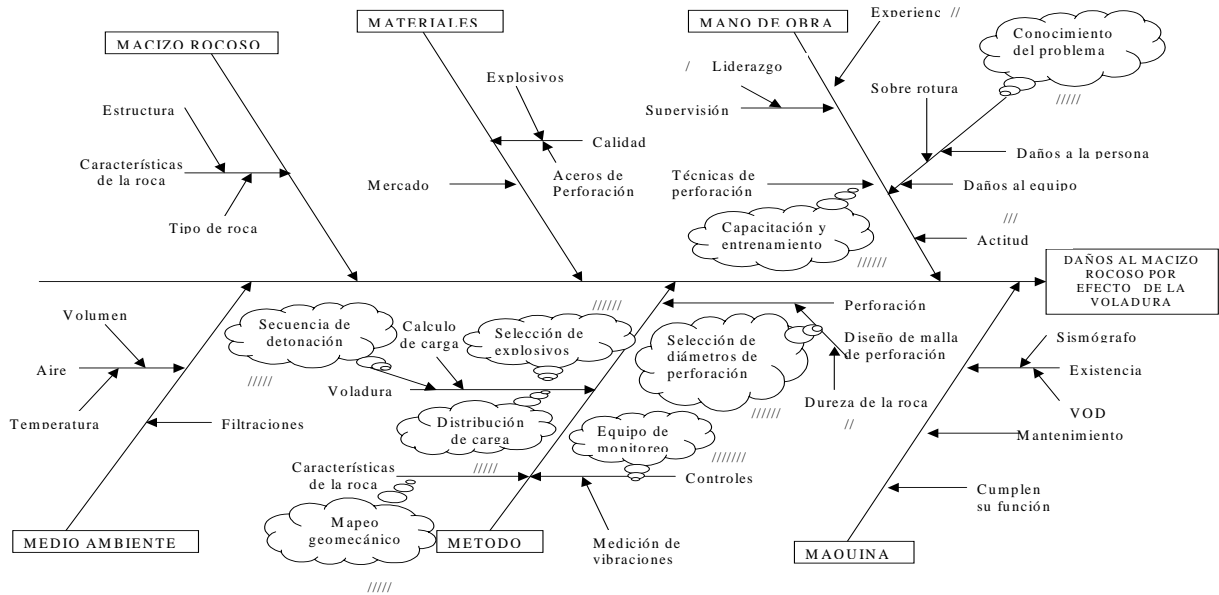 MATERIALES
MANO DE OBRA
Experienc //
MACIZO ROCOSO
Conocimiento
del problema
/////
Explosivos
/ Liderazgo
Sobre rotura
Estructura
Supervisión
Calidad
Características
de la roca
Daños a la persona
Mercado
Aceros de
Perforación
Técnicas de
perforación
Daños al equipo
Tipo de roca
Capacitación y
entrenamiento
//////
///
Actitud
DAÑOS AL MACIZO
ROCOSO POR
EFECTO DE LA
VOLADURA
Volumen
Secuencia de
detonación
/////
Calculo
de carga
//////
Selección de
explosivos
Selección de
diámetros de
perforación
//////
Perforación
Diseño de malla
de perforación
Sismógrafo
Aire
Existencia
Voladura
Dureza de la roca
//
VOD
Temperatura
Filtraciones
Distribución
de carga
/////
Equipo de
monitoreo
///////
Mantenimiento
Características
de la roca
Controles
Cumplen
su función
Mapeo
geomecánico
/////
MEDIO AMBIENTE
METODO
Medición de
vibraciones
MAQUINA